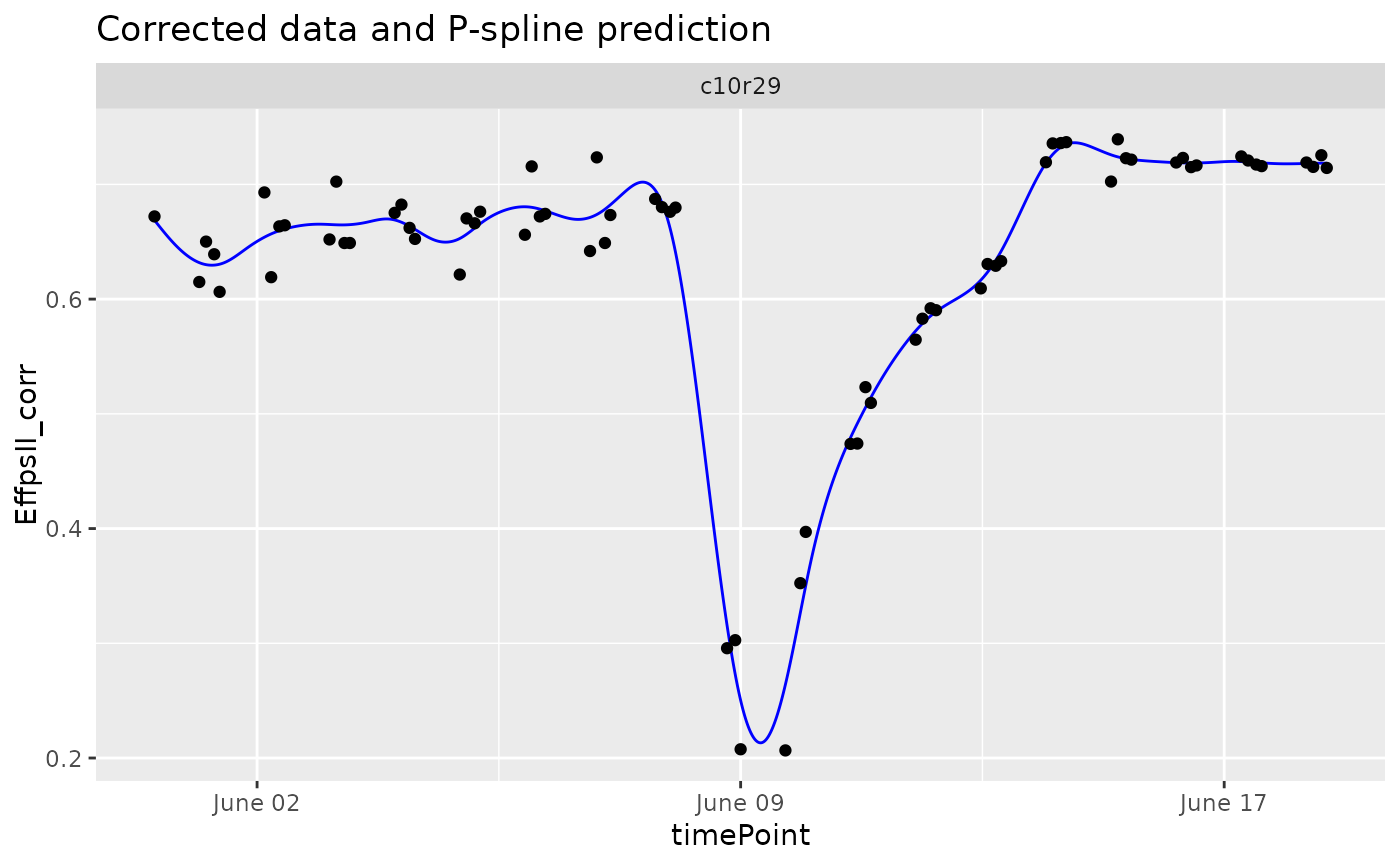 Corrected data and P-spline prediction
c10r29
EffpsII_corr
0.6
0.4
0.2
June 02
June 09
June 17
timePoint